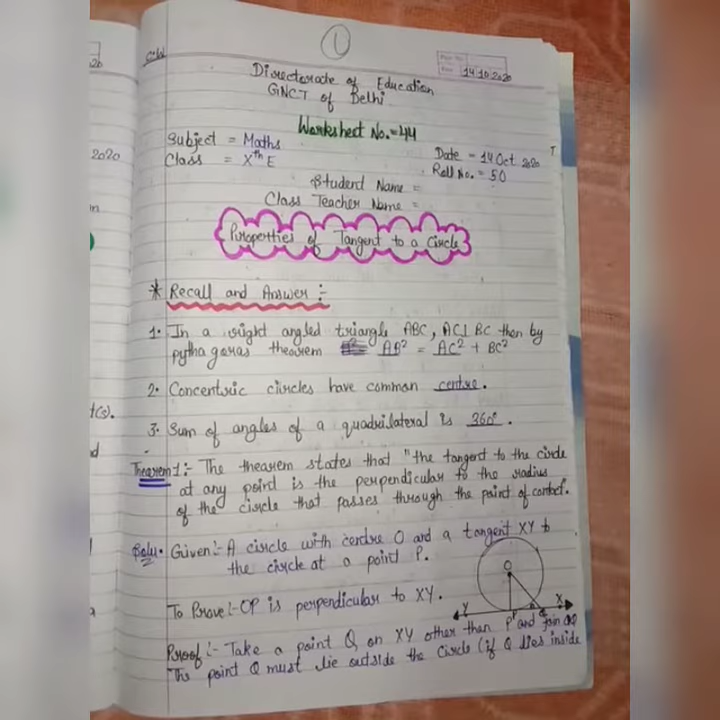 1
C.W
14.10.2020
Directorate of Education
GNCT of Delhi
Worksheet No.=44
Subject = Maths
Class = Xth E
Date - 14 Oct 2020
Roll No. = 50
Student Name =
Class Teacher Name =
Properties of Tangent to a Circle
* Recall and Answer :-
1. In a right angled triangle ABC, AC⊥BC then by
pythagoras theorem AB² = AC² + BC²
2. Concentric circles have common centre.
3. Sum of angles of a quadrilateral is 360°.
Theorem 1:- The theorem states that "the tangent to the circle
at any point is the perpendicular to the radius
of the circle that passes through the point of contact.
Solu. Given:- A circle with centre O and a tangent XY to
the circle at a point P.
O
To Prove:- OP is perpendicular to XY.
Y P Q X
Proof:- Take a point Q on XY other than P and join
The point Q must lie outside the circle (if Q lies inside
2020
t(s).